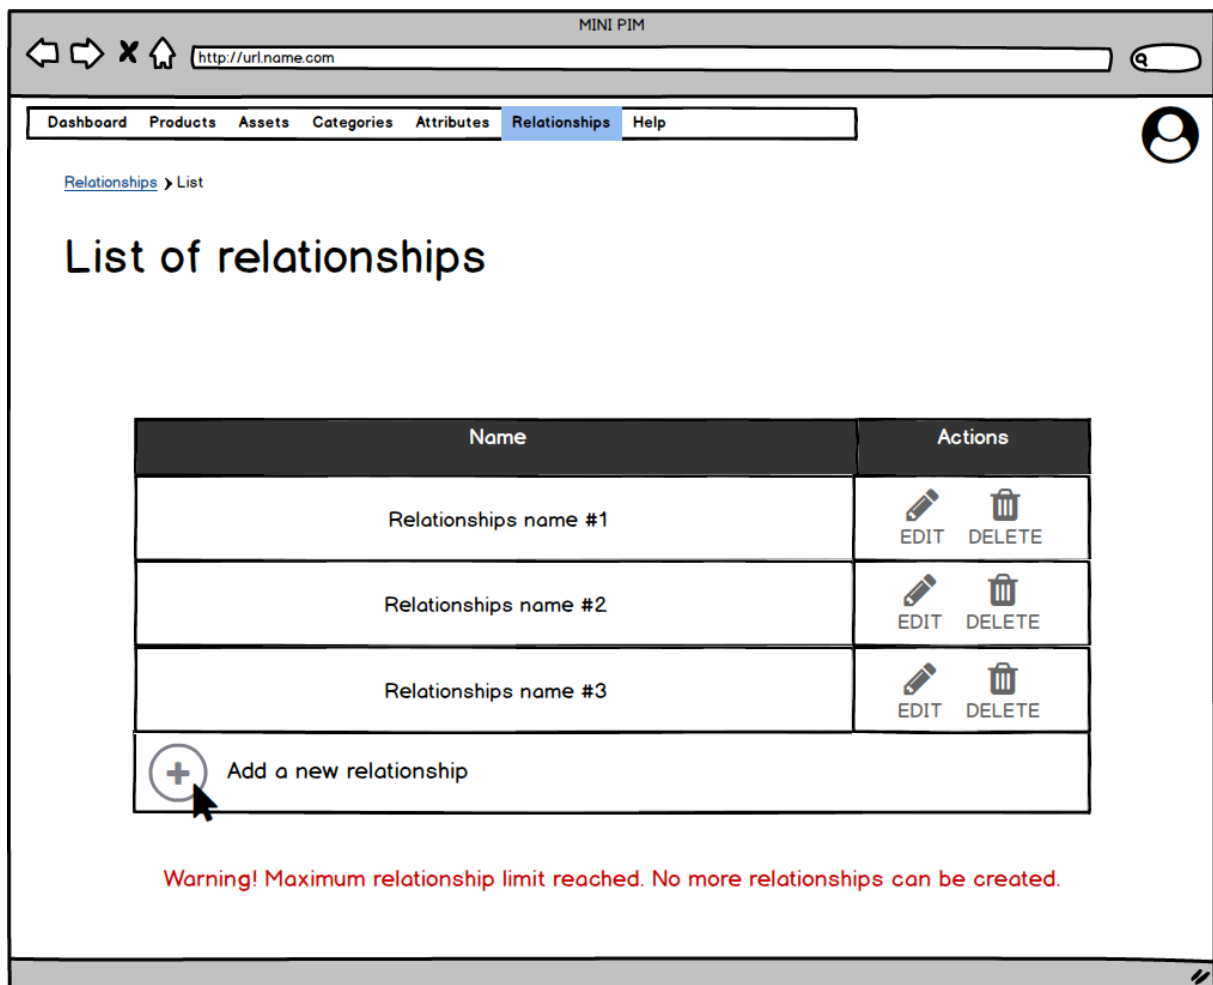 MINI PIM
http://url.name.com
Dashboard Products Assets Categories Attributes Relationships Help
Relationships > List
List of relationships
Name Actions
Relationships name #1 EDIT DELETE
Relationships name #2 EDIT DELETE
Relationships name #3 EDIT DELETE
Add a new relationship
Warning! Maximum relationship limit reached. No more relationships can be created.